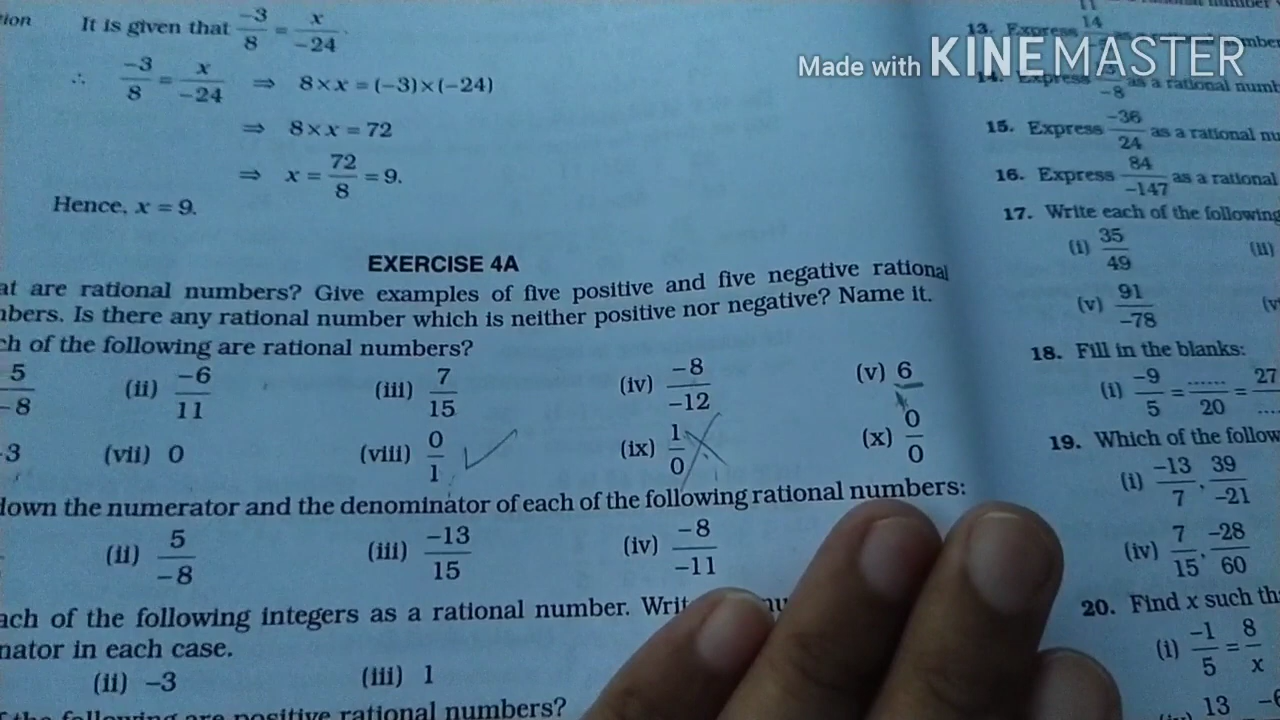 It is given that -3/8 = x/-24
∴ -3/8 = x/-24 ⇒ 8×x = (-3)×(-24)
⇒ 8×x = 72
⇒ x = 72/8 = 9.
Hence, x = 9.
EXERCISE 4A
at are rational numbers? Give examples of five positive and five negative rational
bers. Is there any rational number which is neither positive nor negative? Name it.
ch of the following are rational numbers?
5/-8 (ii) -6/11 (iii) 7/15 (iv) -8/-12 (v) 6
3 (vii) 0 (viii) 0/1 (ix) 1/0 (x) 0/0
down the numerator and the denominator of each of the following rational numbers:
(ii) 5/-8 (iii) -13/15 (iv) -8/-11
ach of the following integers as a rational number.
nator in each case.
(ii) -3 (iii) 1
the following are positive rational numbers?
Made with KINEMASTER
13. Express
14. Express as a rational
15. Express -36/24 as a rational
16. Express 84/-147 as a rational
17. Write each of the following
(i) 35/49 (ii)
(v) 91/-78
18. Fill in the blanks:
(i) -9/5 = ....../20 = 27/....
19. Which of the follow
(i) -13/7, 39/-21
(iv) 7/15, -28/60
20. Find x such th
(i) -1/5 = 8/x
13